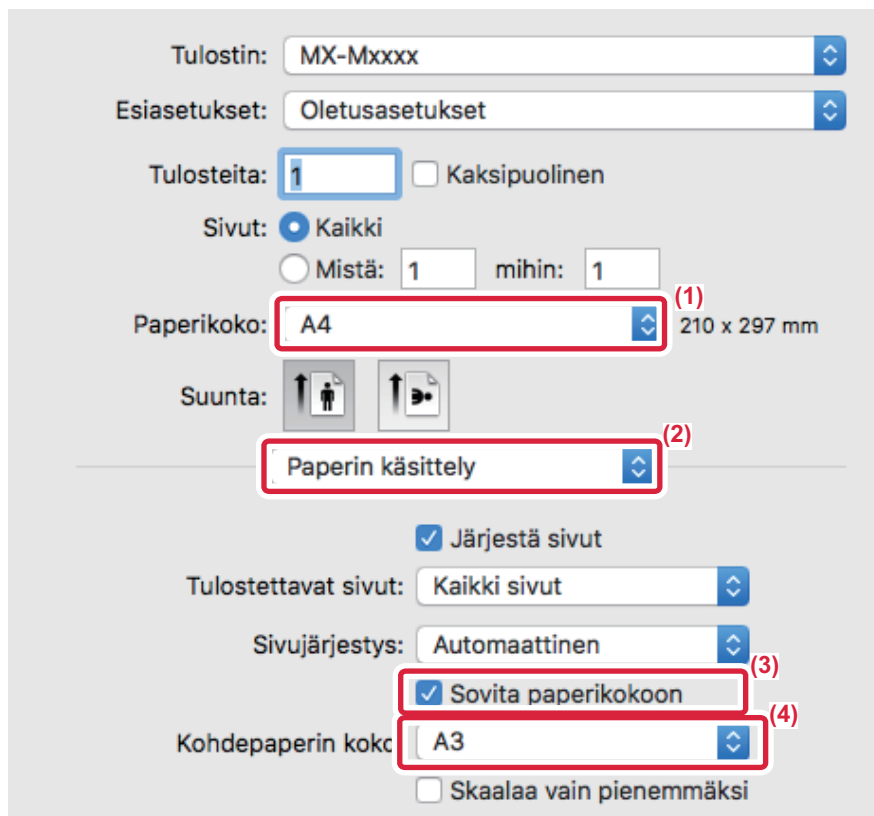 Tulostin: MX-Mxxxx
Esiasetukset: Oletusasetukset
Tulosteita: 1 Kaksipuolinen
Sivut: Kaikki
Mistä: 1 mihin: 1
(1)
Paperikoko: A4 210 x 297 mm
Suunta:
(2)
Paperin käsittely
Järjestä sivut
Tulostettavat sivut: Kaikki sivut
Sivujärjestys: Automaattinen
(3)
Sovita paperikokoon
(4)
Kohdepaperin koko A3
Skaalaa vain pienemmäksi